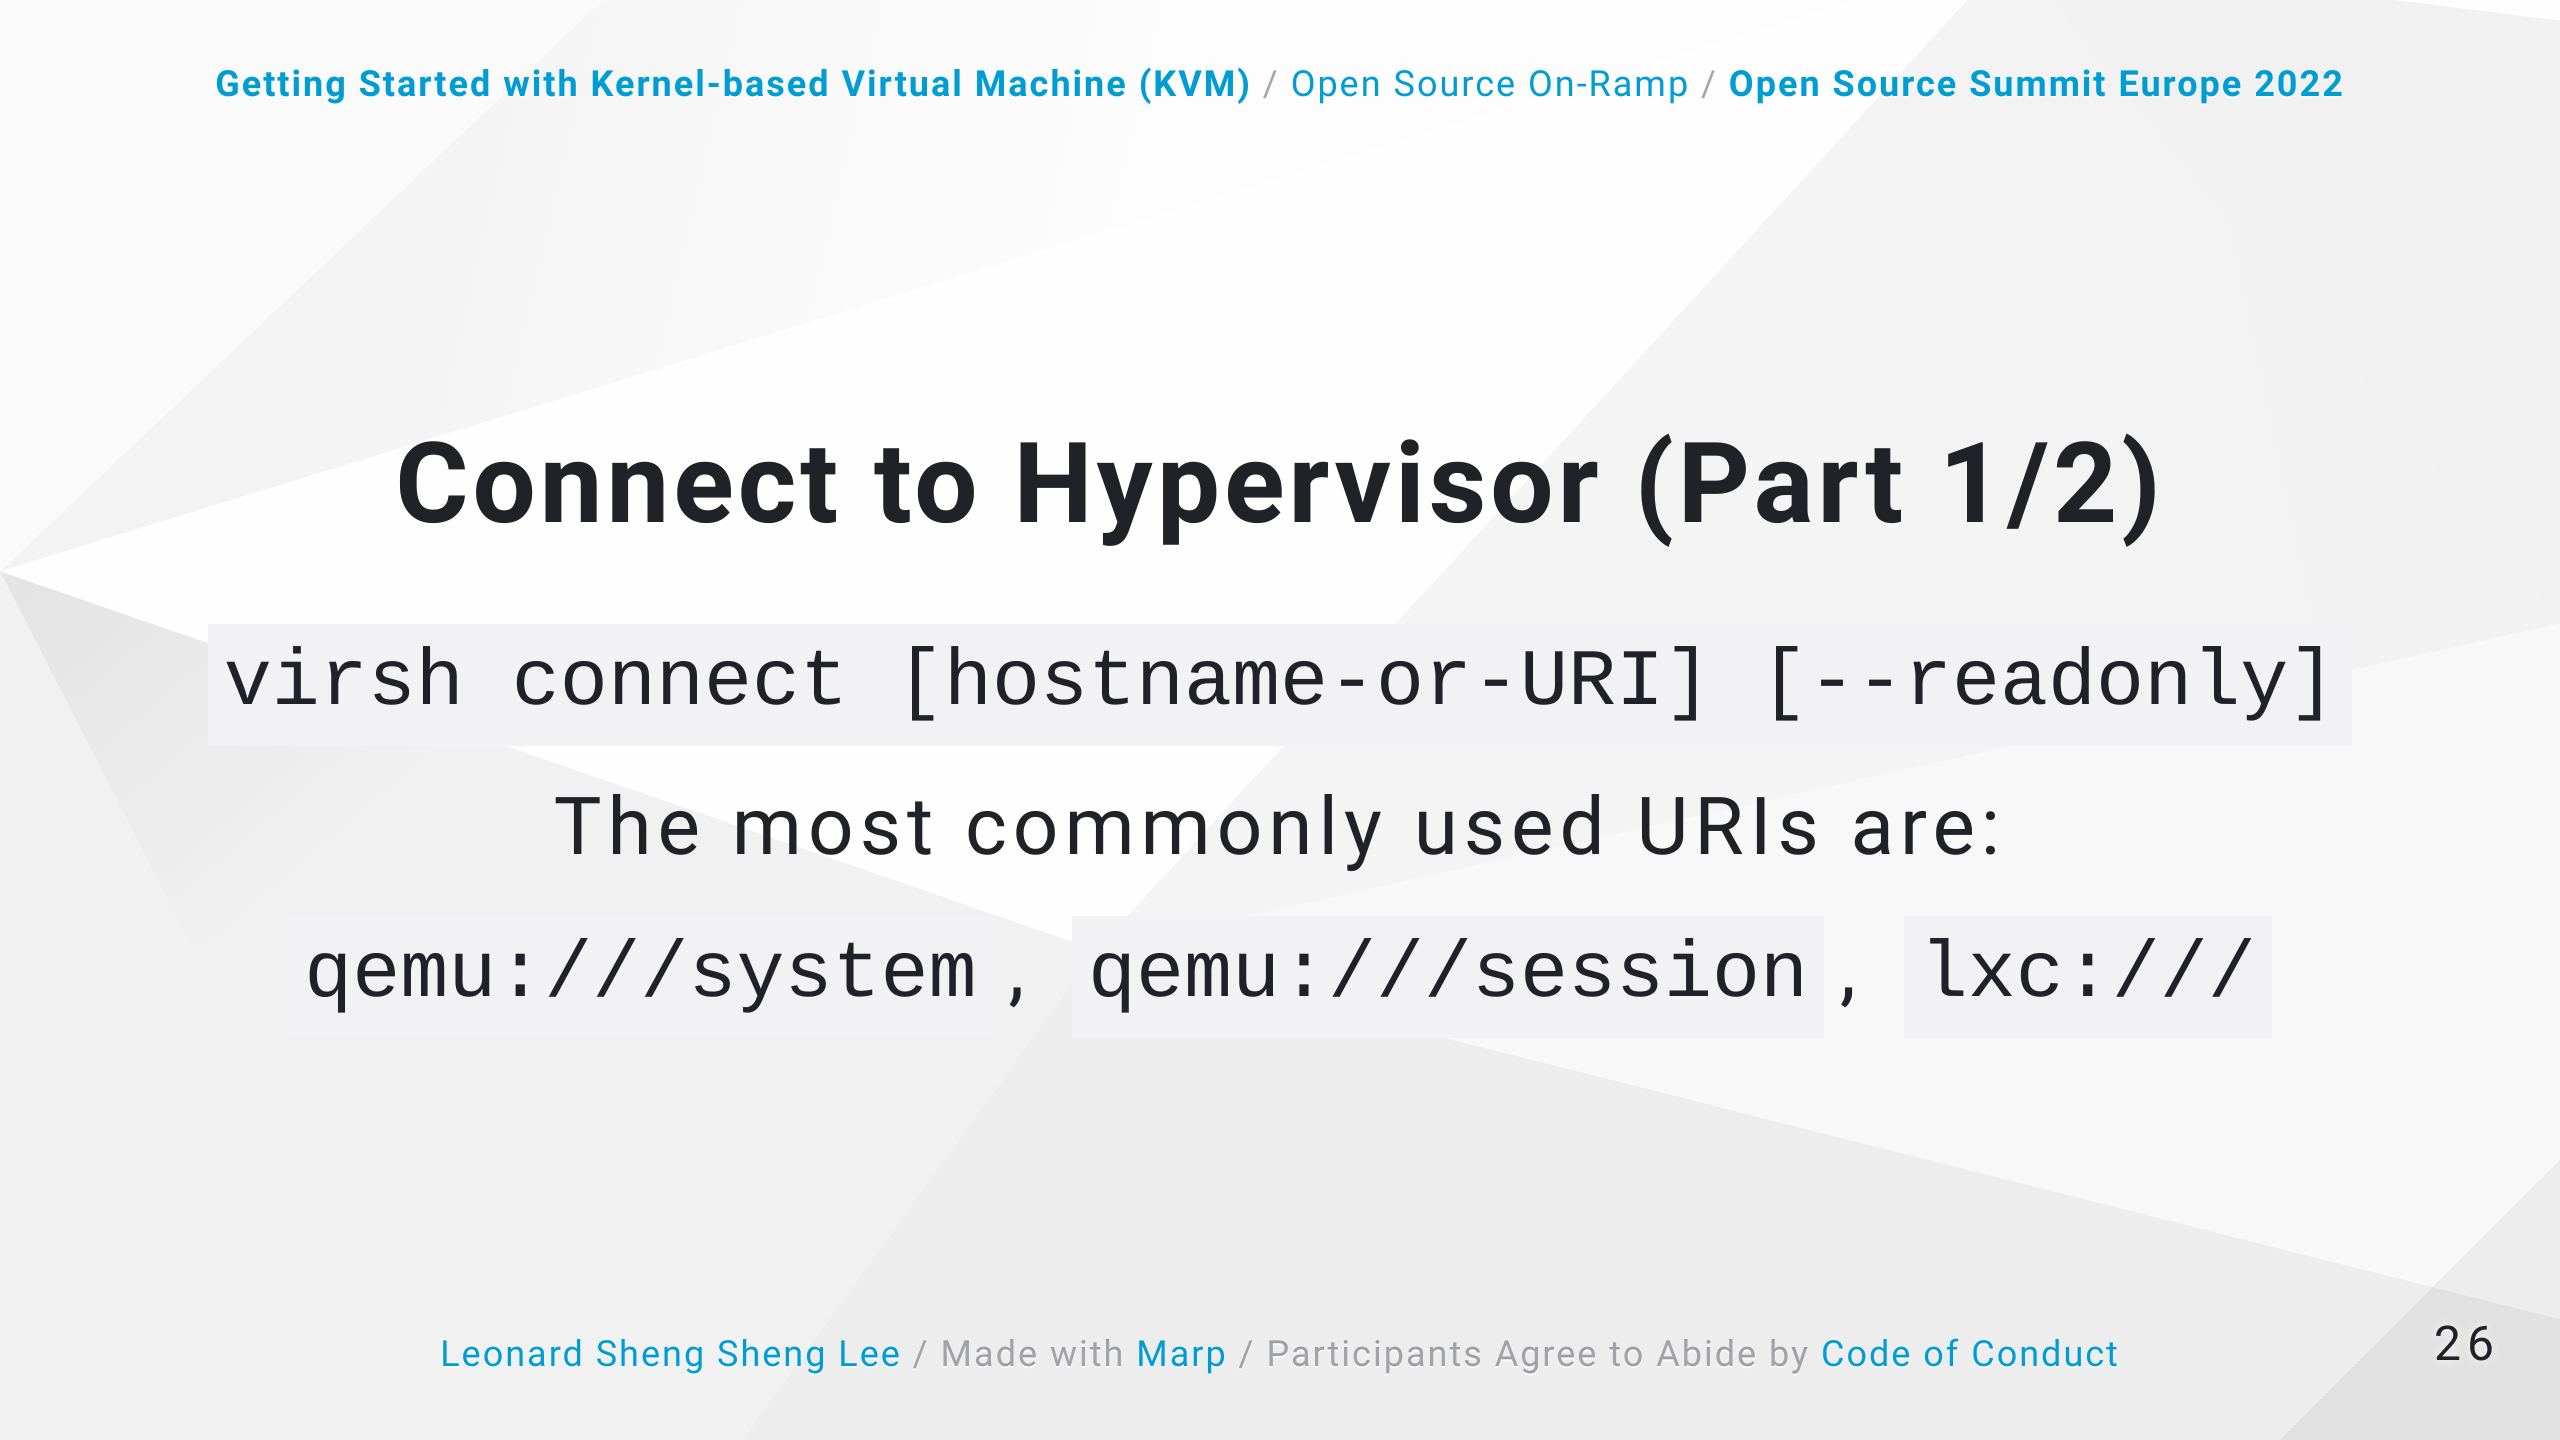 Getting Started with Kernel-based Virtual Machine (KVM) / Open Source On-Ramp / Open Source Summit Europe 2022
Connect to Hypervisor (Part 1/2)
virsh connect [hostname-or-URI] [--readonly]
The most commonly used URIs are:
qemu:///system, qemu:///session, lxc:///
Leonard Sheng Sheng Lee / Made with Marp / Participants Agree to Abide by Code of Conduct
26